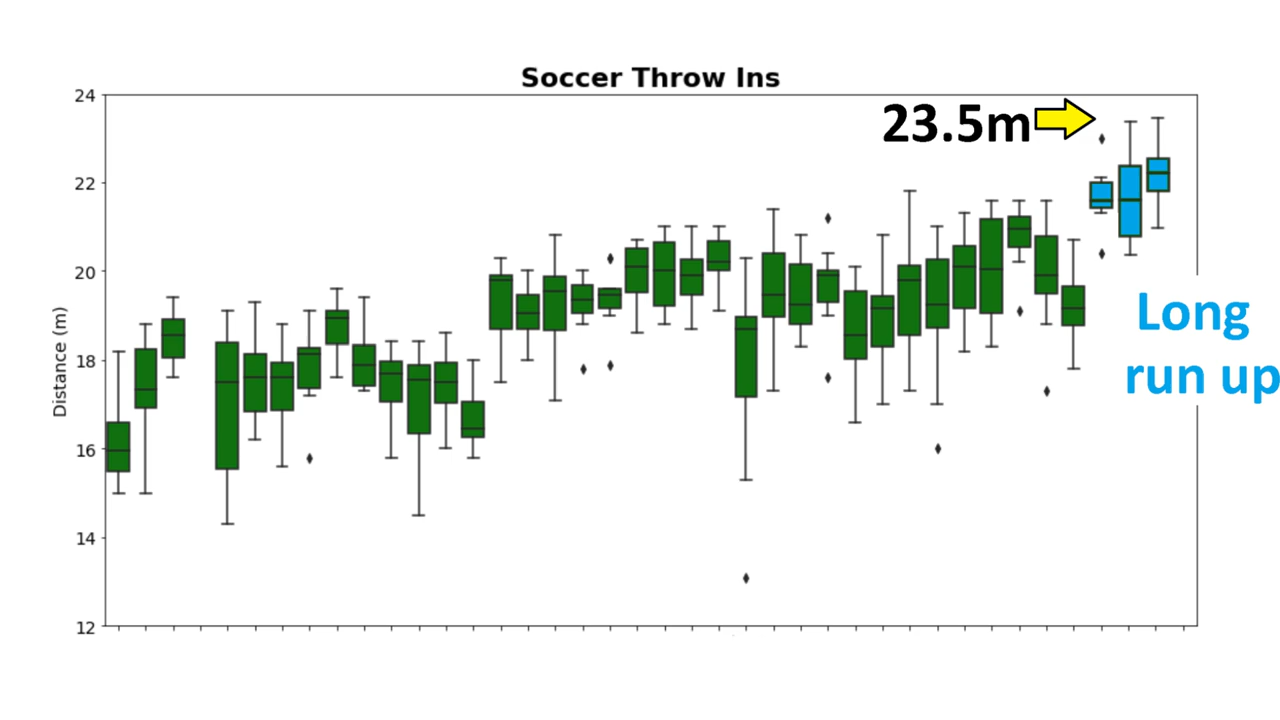 Soccer Throw Ins
24
23.5m
22
20
Long
run up
18
16
14
12
Distance (m)